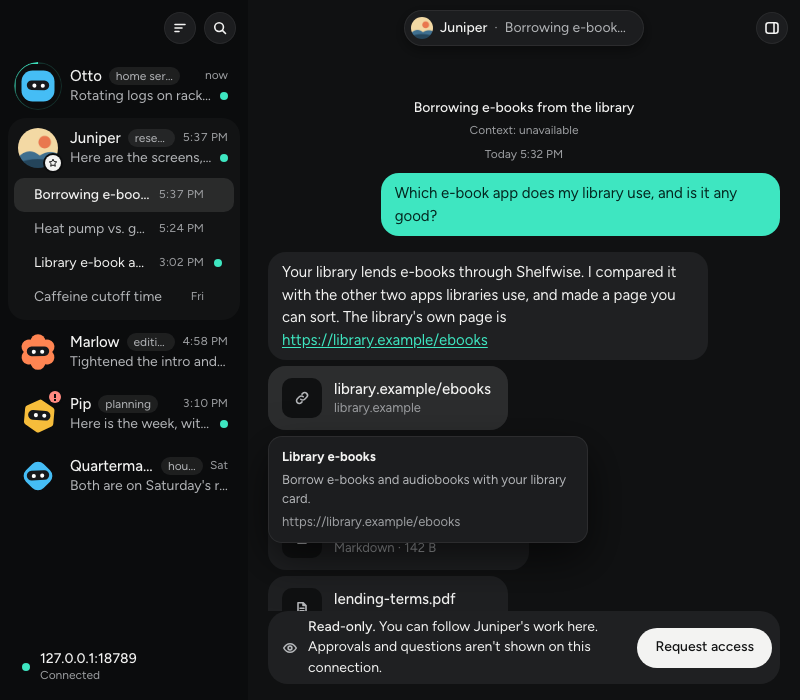 Otto home ser... now
Rotating logs on rack...
Juniper rese... 5:37 PM
Here are the screens,...
Borrowing e-boo... 5:37 PM
Heat pump vs. g... 5:24 PM
Library e-book a... 3:02 PM
Caffeine cutoff time Fri
Marlow editi... 4:58 PM
Tightened the intro and...
Pip planning 3:10 PM
Here is the week, wit...
Quarterma... hou... Sat
Both are on Saturday's r...
127.0.0.1:18789
Connected
Juniper · Borrowing e-book...
Borrowing e-books from the library
Context: unavailable
Today 5:32 PM
Which e-book app does my library use, and is it any
good?
Your library lends e-books through Shelfwise. I compared it
with the other two apps libraries use, and made a page you
can sort. The library's own page is
https://library.example/ebooks
library.example/ebooks
library.example
Library e-books
Borrow e-books and audiobooks with your library
card.
https://library.example/ebooks
Markdown · 142 B
lending-terms.pdf
Read-only. You can follow Juniper's work here.
Approvals and questions aren't shown on this
connection.
Request access